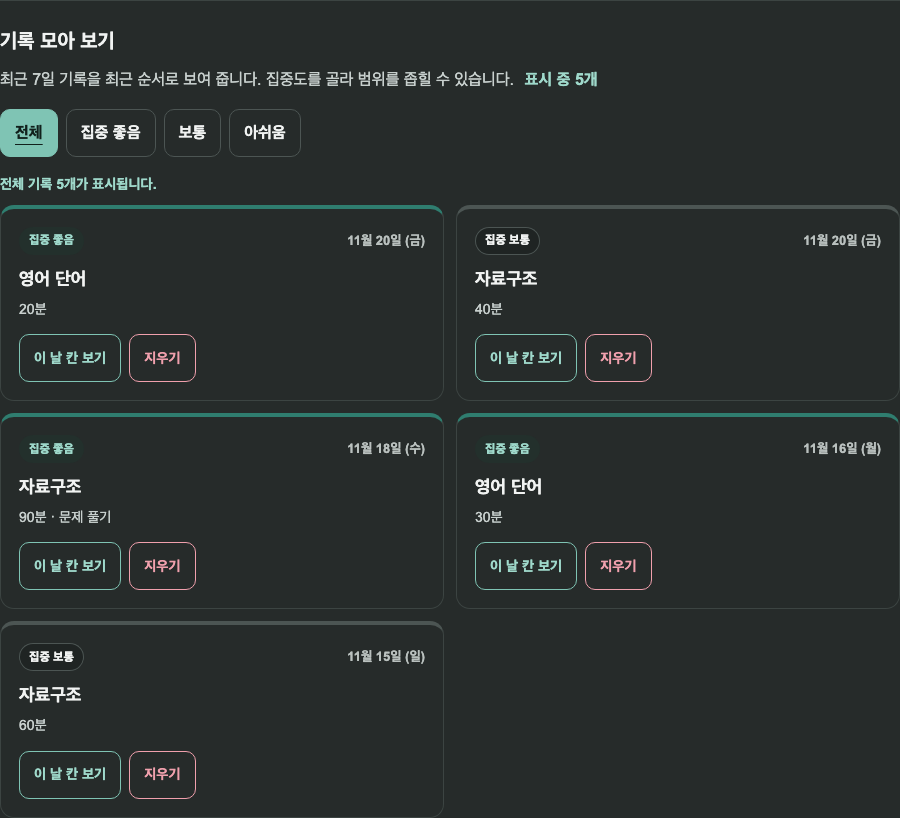 기록 모아 보기
최근 7일 기록을 최근 순서로 보여 줍니다. 집중도를 골라 범위를 좁힐 수 있습니다. 표시 중 5개
전체 집중 좋음 보통 아쉬움
전체 기록 5개가 표시됩니다.
집중 좋음 11월 20일 (금)
영어 단어
20분
이 날 칸 보기 지우기
집중 보통 11월 20일 (금)
자료구조
40분
이 날 칸 보기 지우기
집중 좋음 11월 18일 (수)
자료구조
90분 · 문제 풀기
이 날 칸 보기 지우기
집중 좋음 11월 16일 (월)
영어 단어
30분
이 날 칸 보기 지우기
집중 보통 11월 15일 (일)
자료구조
60분
이 날 칸 보기 지우기